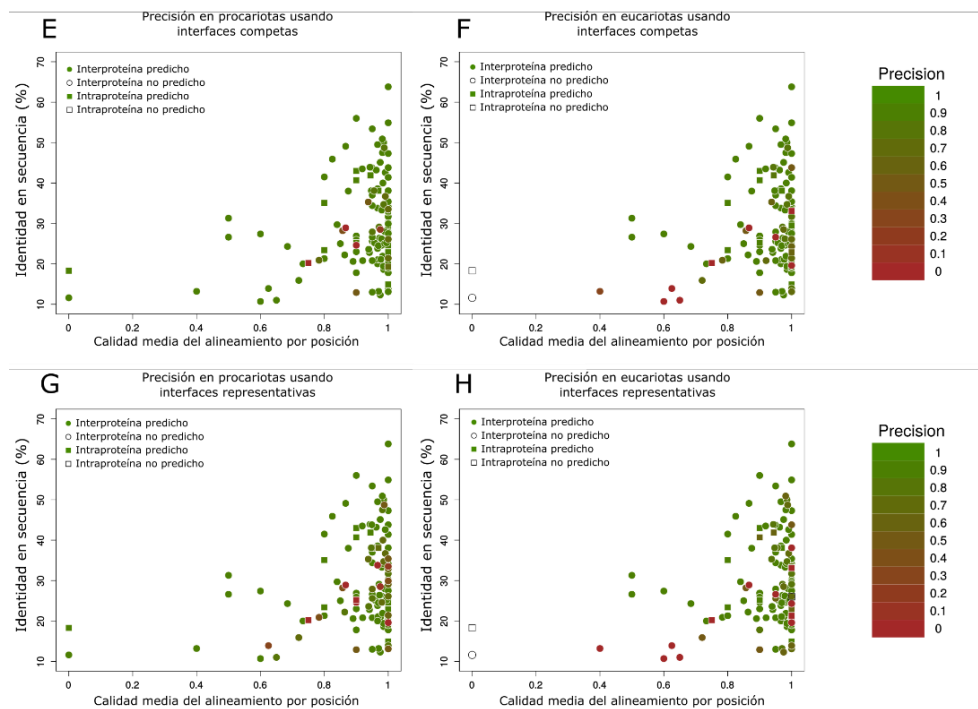 E
Precisión en procariotas usando
interfaces competas
Identidad en secuencia (%)
70
60
50
40
30
20
10
Interproteína predicho
Interproteína no predicho
Intraproteína predicho
Intraproteína no predicho
0 0.2 0.4 0.6 0.8 1
Calidad media del alineamiento por posición
F
Precisión en eucariotas usando
interfaces competas
Identidad en secuencia (%)
70
60
50
40
30
20
10
Interproteína predicho
Interproteína no predicho
Intraproteína predicho
Intraproteína no predicho
0 0.2 0.4 0.6 0.8 1
Calidad media del alineamiento por posición
Precision
1
0.9
0.8
0.7
0.6
0.5
0.4
0.3
0.2
0.1
0
G
Precisión en procariotas usando
interfaces representativas
Identidad en secuencia (%)
70
60
50
40
30
20
10
Interproteína predicho
Interproteína no predicho
Intraproteína predicho
Intraproteína no predicho
0 0.2 0.4 0.6 0.8 1
Calidad media del alineamiento por posición
H
Precisión en eucariotas usando
interfaces representativas
Identidad en secuencia (%)
70
60
50
40
30
20
10
Interproteína predicho
Interproteína no predicho
Intraproteína predicho
Intraproteína no predicho
0 0.2 0.4 0.6 0.8 1
Calidad media del alineamiento por posición
Precision
1
0.9
0.8
0.7
0.6
0.5
0.4
0.3
0.2
0.1
0